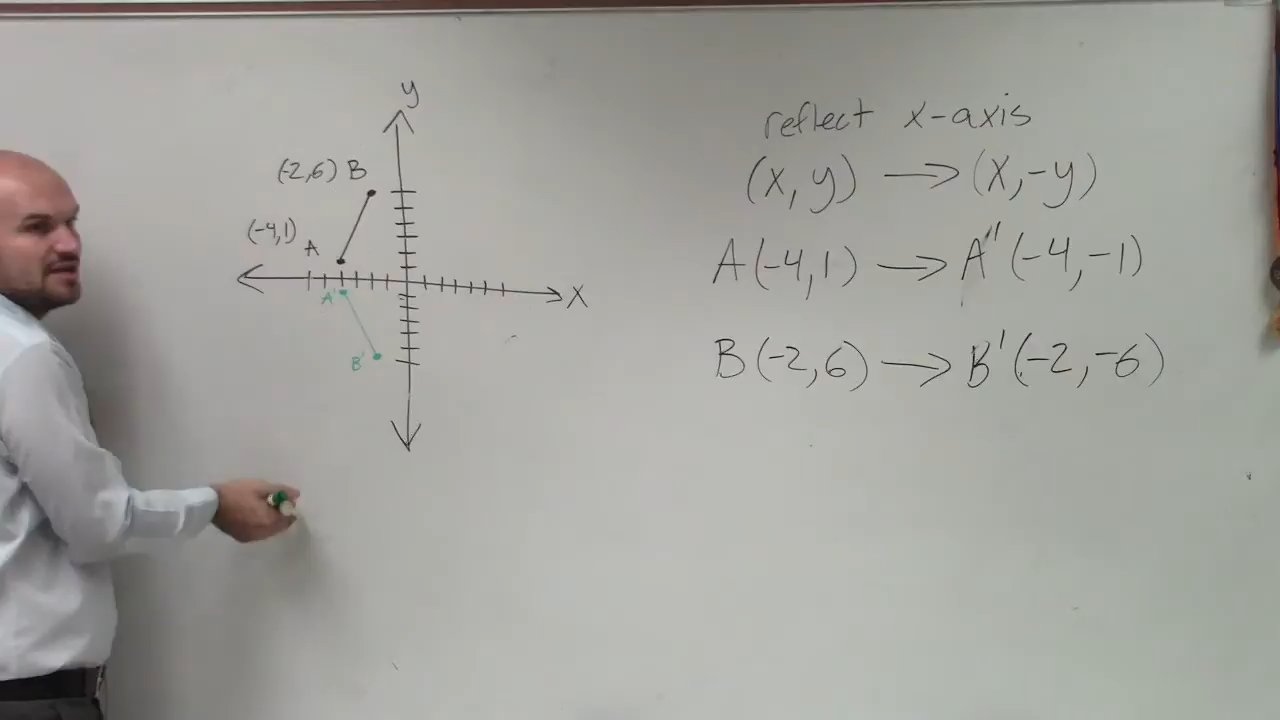 y
(-2,6) B
(-4,1) A
X
A'
B'
reflect x-axis
(x,y) → (x,-y)
A(-4,1) → A"(-4,-1)
B(-2,6) → B'(-2,-6)